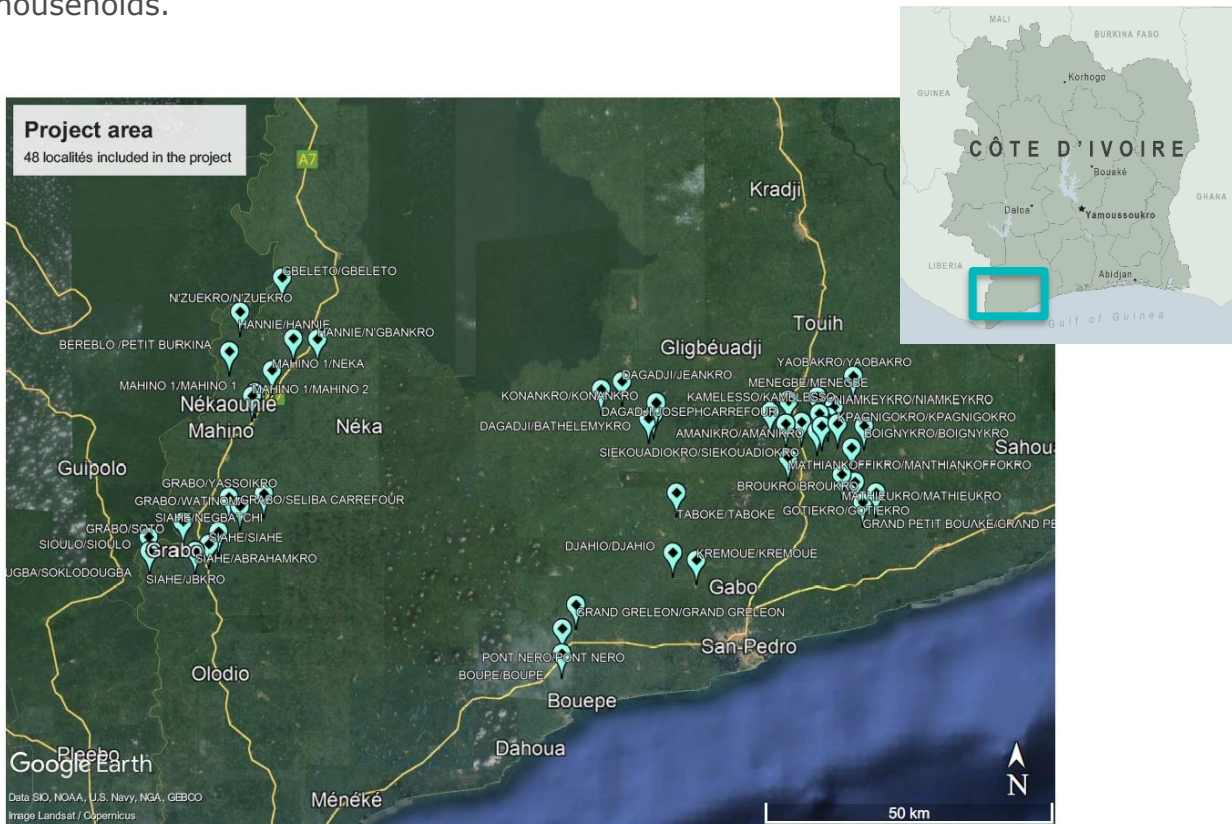 households.
MALI
BURKINA FASO
Korhogo
GUINEA
CÔTE D'IVOIRE
Bouaké
GHANA
Daloa
Yamoussoukro
LIBERIA
Abidjan
Gulf of Guinea
Project area
48 localités included in the project
A7
Kradji
GBELETO/GBELETO
N'ZUEKRO/N'ZUEKRO
HANNIE/HANNIE
HANNIE/N'GBANKRO
Touih
BEREBLO /PETIT BURKINA
Gligbéuadji
MAHINO 1/NEKA
YAOBAKRO/YAOBAKRO
DAGADJI/JEANKRO
MENEGBE/MENEGBE
MAHINO 1/MAHINO 1
MAHINO 1/MAHINO 2
KONANKRO/KONANKRO
KAMELESSO/KAMELESSO
NIAMKEYKRO/NIAMKEYKRO
Nékaounié
DAGADJI/JOSEPHCARREFOUR
KPAGNIGOKRO/KPAGNIGOKRO
Mahino
Néka
DAGADJI/BATHELEMYKRO
AMANIKRO/AMANIKRO
BOIGNYKRO/BOIGNYKRO
Sahou
SIEKOUADIOKRO/SIEKOUADIOKRO
Guipolo
MATHIANKOFFIKRO/MANTHIANKOFFOKRO
GRABO/YASSOIKRO
BROUKRO/BROUKRO
GRABO/SELIBA CARREFOUR
MATHIEUKRO/MATHIEUKRO
TABOKE/TABOKE
GOTIEKRO/GOTIEKRO
GRABO/SOTO
SIAHE/SIAHE
GRAND PETIT BOUAKE/GRAND PE
SIOULO/SIOULO
Grabo
SIAHE/ABRAHAMKRO
DJAHIO/DJAHIO
KREMOUE/KREMOUE
UGBA/SOKLODOUGBA
SIAHE/JBKRO
Gabo
GRAND GRELEON/GRAND GRELEON
San-Pedro
PONT NERO/PONT NERO
Olodio
BOUPE/BOUPE
Bouepe
Dahoua
Pleebo
Google Earth
N
Data SIO, NOAA, U.S. Navy, NGA, GEBCO
Ménéké
50 km
Image Landsat / Copernicus